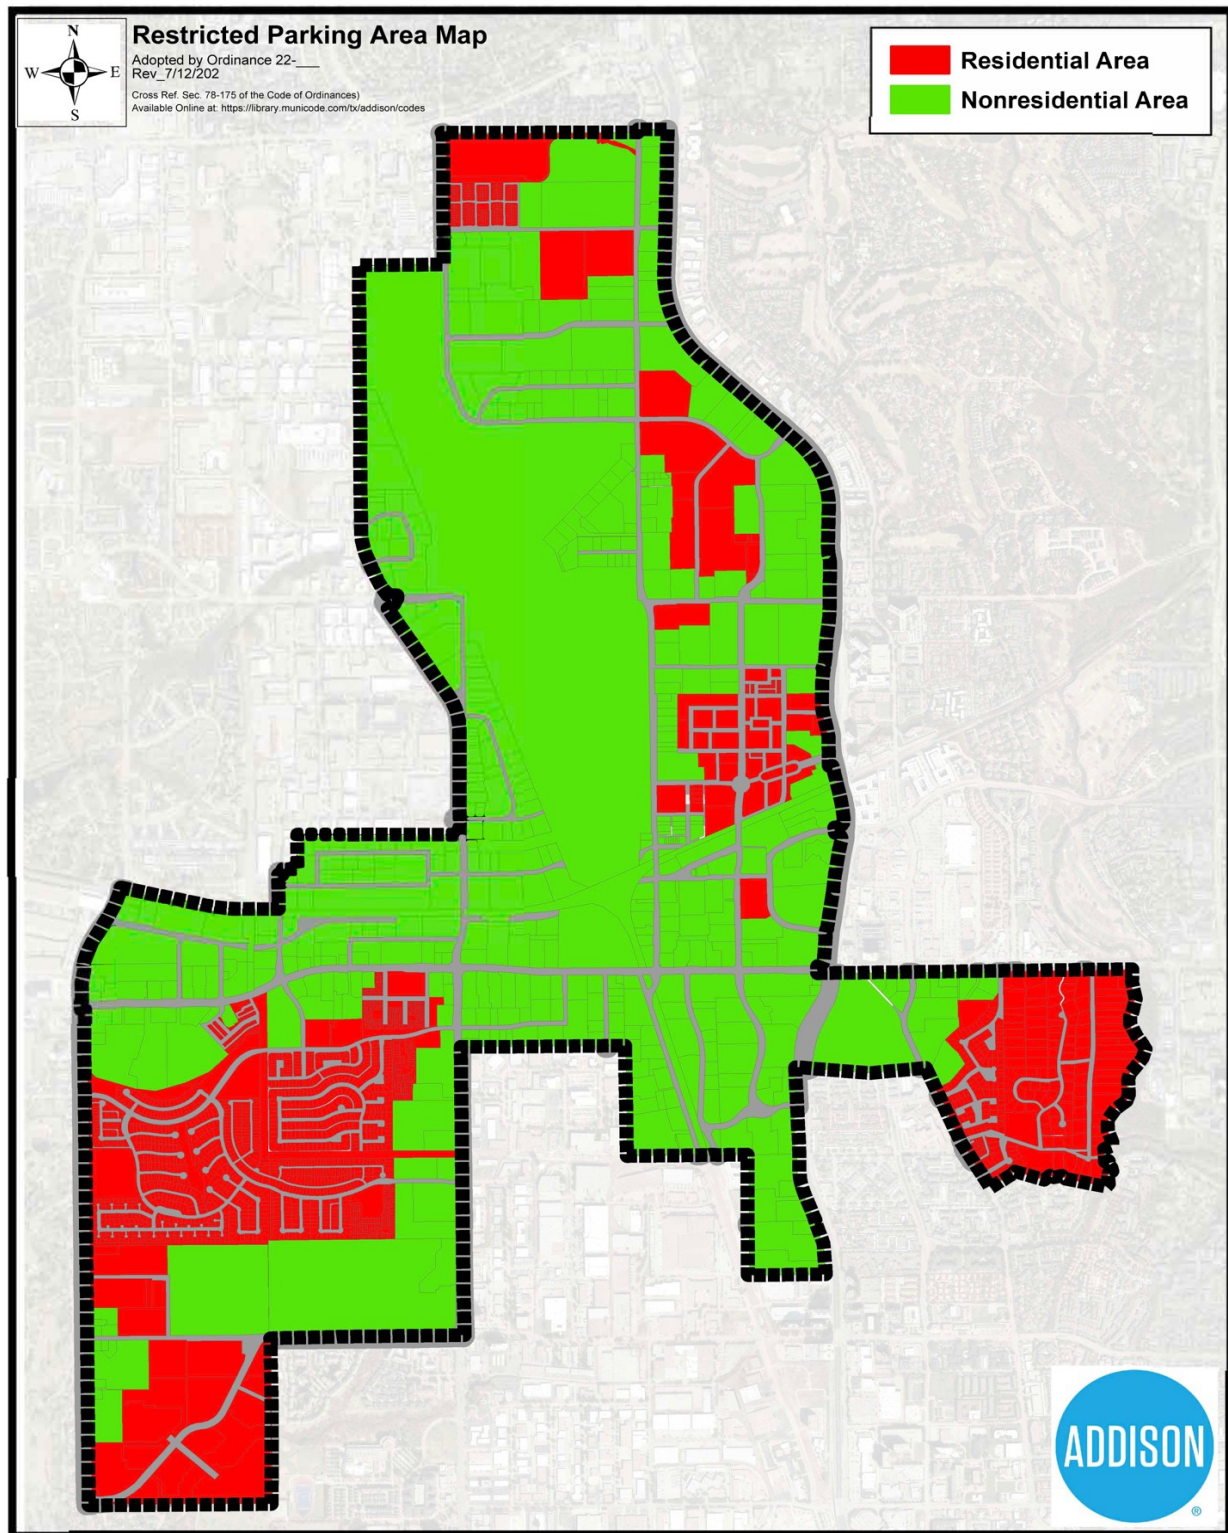 N
W E
S
Restricted Parking Area Map
Adopted by Ordinance 22-___
Rev_7/12/202
Cross Ref. Sec. 78-175 of the Code of Ordinances)
Available Online at: https://library.municode.com/tx/addison/codes
Residential Area
Nonresidential Area
ADDISON
®